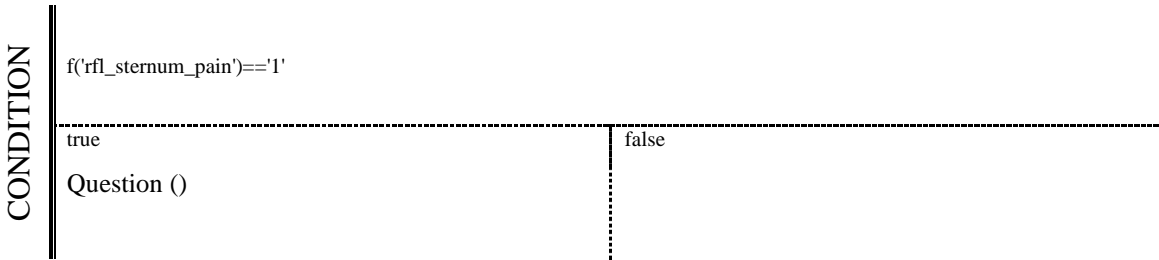 CONDITION
f('rfl_sternum_pain')=='1'
true
false
Question ()